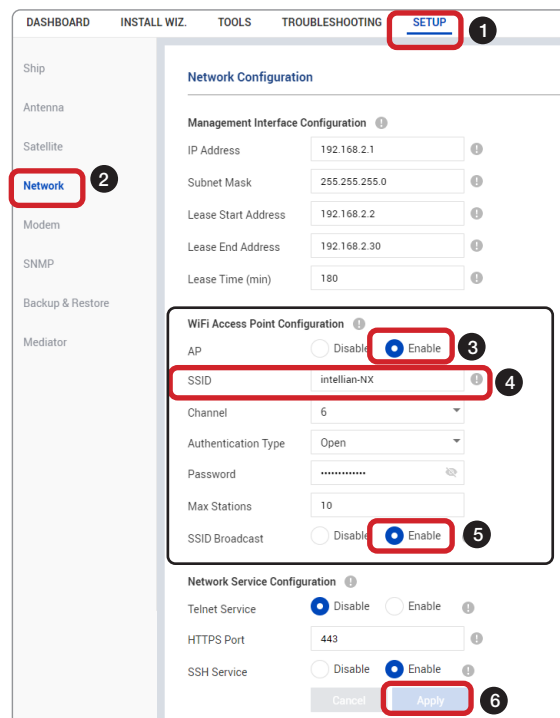 DASHBOARD INSTALL WIZ. TOOLS TROUBLESHOOTING SETUP 1
Ship
Antenna
Satellite
Network 2
Modem
SNMP
Backup & Restore
Mediator
Network Configuration
Management Interface Configuration !
IP Address 192.168.2.1 !
Subnet Mask 255.255.255.0 !
Lease Start Address 192.168.2.2 !
Lease End Address 192.168.2.30 !
Lease Time (min) 180 !
WiFi Access Point Configuration !
AP Disable Enable 3
SSID intellian-NX ! 4
Channel 6
Authentication Type Open
Password •••••••••••••
Max Stations 10
SSID Broadcast Disable Enable 5
Network Service Configuration !
Telnet Service Disable Enable !
HTTPS Port 443 !
SSH Service Disable Enable !
Cancel Apply 6